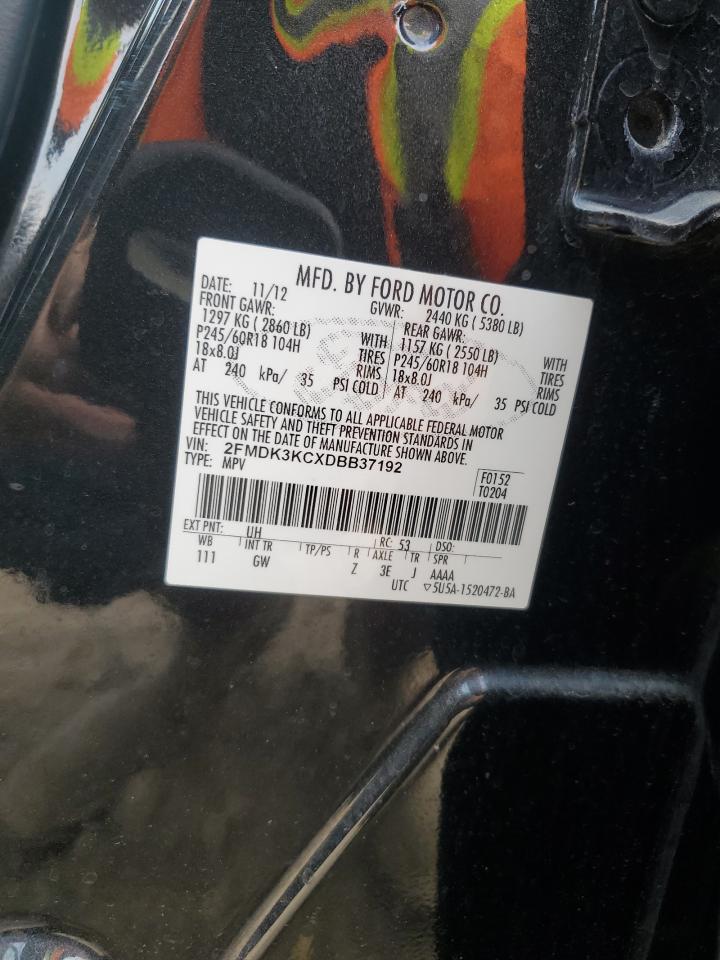 MFD. BY FORD MOTOR CO.
DATE: 11/12 GVWR: 2440 KG ( 5380 LB)
FRONT GAWR: REAR GAWR:
1297 KG ( 2860 LB) WITH 1157 KG ( 2550 LB) WITH
P245/60R18 104H TIRES P245/60R18 104H TIRES
18x8.0J RIMS 18x8.0J RIMS
AT 240 kPa/ 35 PSI COLD AT 240 kPa/ 35 PSI COLD
THIS VEHICLE CONFORMS TO ALL APPLICABLE FEDERAL MOTOR
VEHICLE SAFETY AND THEFT PREVENTION STANDARDS IN
EFFECT ON THE DATE OF MANUFACTURE SHOWN ABOVE.
VIN: 2FMDK3KCXDBB37192
TYPE: MPV
F0152
T0204
EXT PNT: UH RC: 53 DSO:
WB INT TR TP/PS R AXLE TR SPR
111 GW Z 3E J AAAA
UTC ▽5U5A-1520472-BA